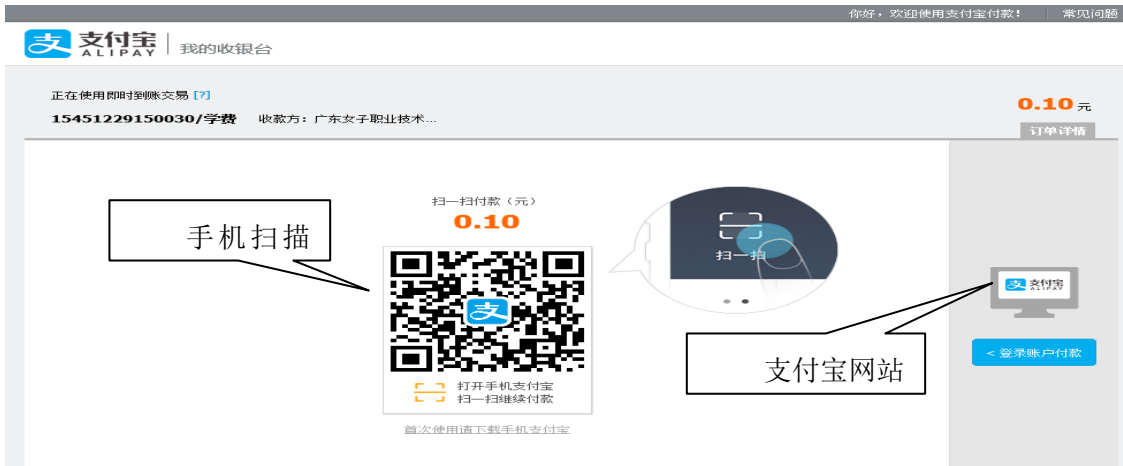 你好，欢迎使用支付宝付款！ 常见问题
支 支付宝 我的收银台
ALIPAY
正在使用即时到账交易 [?]
0.10 元
15451229150030/学费 收款方：广东女子职业技术...
订单详情
扫一扫付款（元）
0.10
手机扫描
扫一扫
支
支 支付宝
ALIPAY
支付宝网站
< 登录账户付款
打开手机支付宝
扫一扫继续付款
首次使用请下载手机支付宝